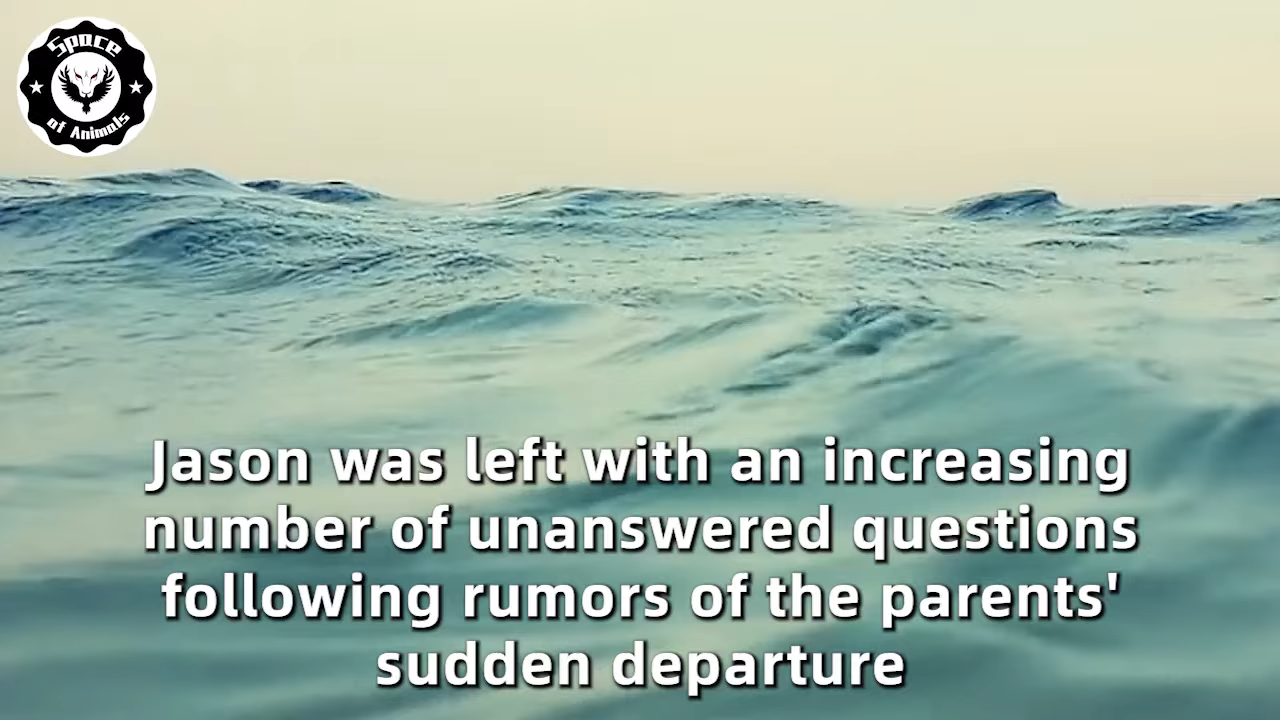 Space
of Animals
Jason was left with an increasing
number of unanswered questions
following rumors of the parents'
sudden departure